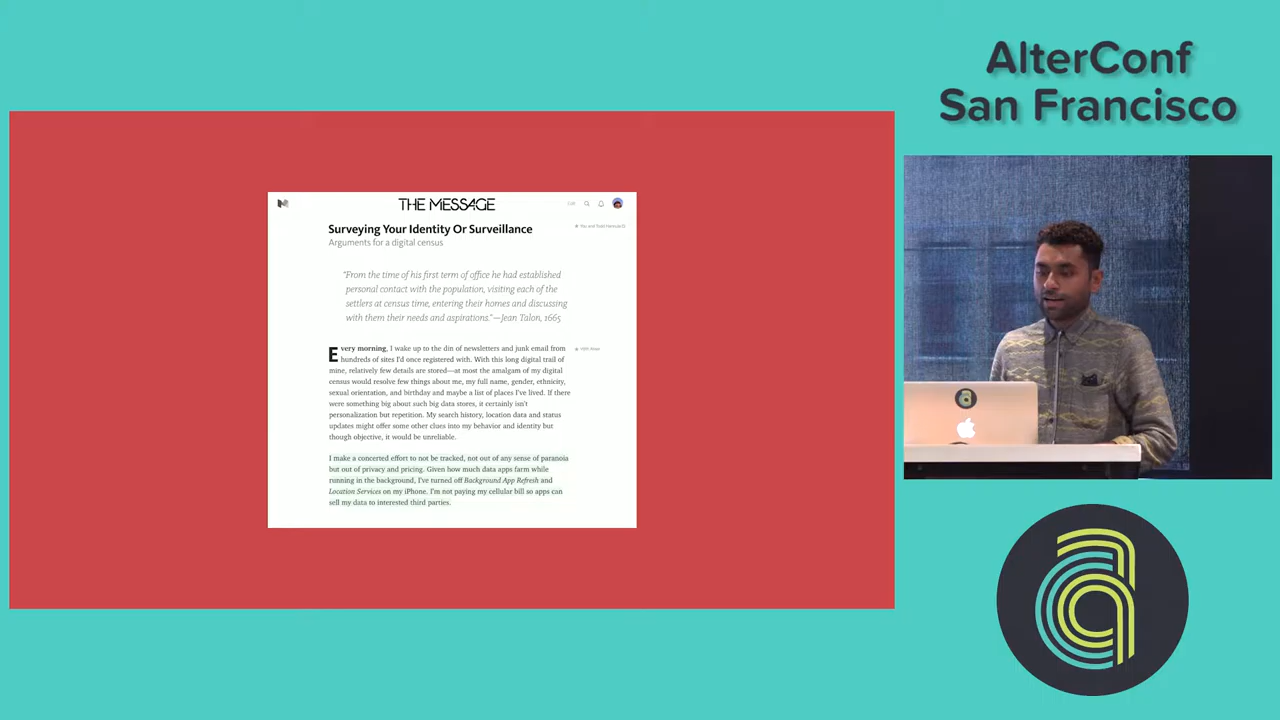 AlterConf
San Francisco
THE MESSAGE
Edit
Surveying Your Identity Or Surveillance
Arguments for a digital census
"From the time of his first term of office he had established
personal contact with the population, visiting each of the
settlers at census time, entering their homes and discussing
with them their needs and aspirations."—Jean Talon, 1665
Every morning, I wake up to the din of newsletters and junk email from
hundreds of sites I'd once registered with. With this long digital trail of
mine, relatively few details are stored—at most the amalgam of my digital
census would resolve few things about me, my full name, gender, ethnicity,
sexual orientation, and birthday and maybe a list of places I've lived. If there
were something big about such big data stores, it certainly isn't
personalization but repetition. My search history, location data and status
updates might offer some other clues into my behavior and identity but
though objective, it would be unreliable.
I make a concerted effort to not be tracked, not out of any sense of paranoia
but out of privacy and pricing. Given how much data apps farm while
running in the background, I've turned off Background App Refresh and
Location Services on my iPhone. I'm not paying my cellular bill so apps can
sell my data to interested third parties.